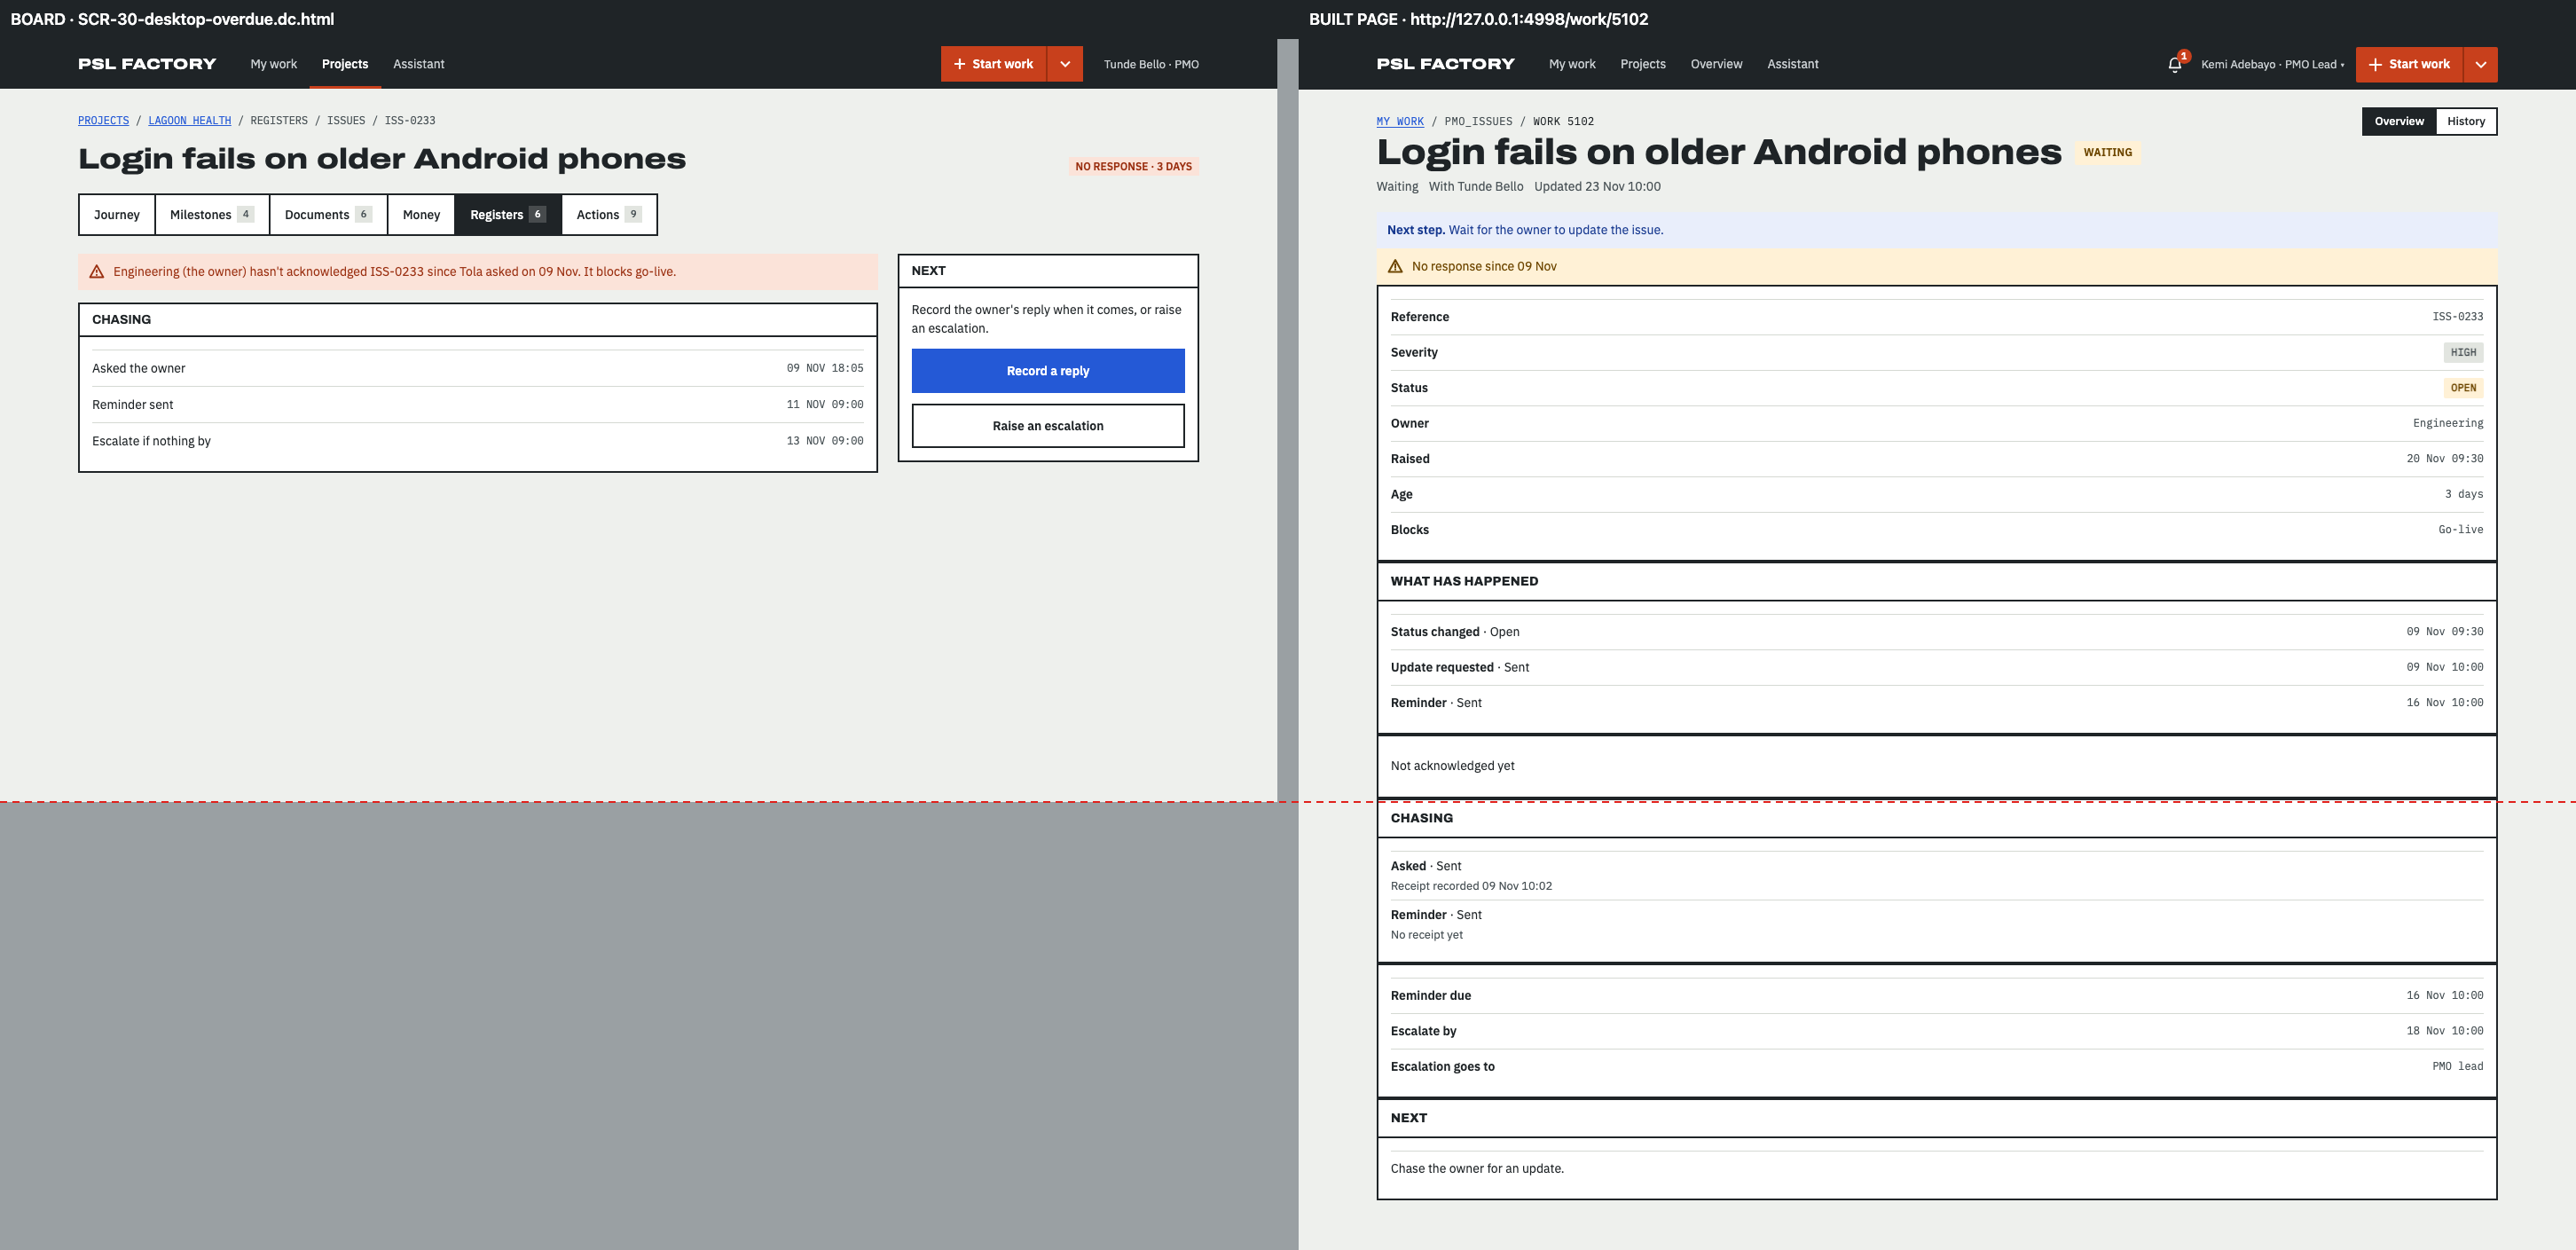 BOARD · SCR-30-desktop-overdue.dc.html
PSL FACTORY My work Projects Assistant + Start work Tunde Bello · PMO
PROJECTS / LAGOON HEALTH / REGISTERS / ISSUES / ISS-0233
Login fails on older Android phones NO RESPONSE · 3 DAYS
Journey Milestones 4 Documents 6 Money Registers 6 Actions 9
Engineering (the owner) hasn't acknowledged ISS-0233 since Tola asked on 09 Nov. It blocks go-live.
CHASING
Asked the owner 09 NOV 18:05
Reminder sent 11 NOV 09:00
Escalate if nothing by 13 NOV 09:00
NEXT
Record the owner's reply when it comes, or raise
an escalation.
Record a reply
Raise an escalation
BUILT PAGE · http://127.0.0.1:4998/work/5102
PSL FACTORY My work Projects Overview Assistant 1 Kemi Adebayo · PMO Lead + Start work
MY WORK / PMO_ISSUES / WORK 5102 Overview History
Login fails on older Android phones WAITING
Waiting With Tunde Bello Updated 23 Nov 10:00
Next step. Wait for the owner to update the issue.
No response since 09 Nov
Reference ISS-0233
Severity HIGH
Status OPEN
Owner Engineering
Raised 20 Nov 09:30
Age 3 days
Blocks Go-live
WHAT HAS HAPPENED
Status changed · Open 09 Nov 09:30
Update requested · Sent 09 Nov 10:00
Reminder · Sent 16 Nov 10:00
Not acknowledged yet
CHASING
Asked · Sent
Receipt recorded 09 Nov 10:02
Reminder · Sent
No receipt yet
Reminder due 16 Nov 10:00
Escalate by 18 Nov 10:00
Escalation goes to PMO lead
NEXT
Chase the owner for an update.